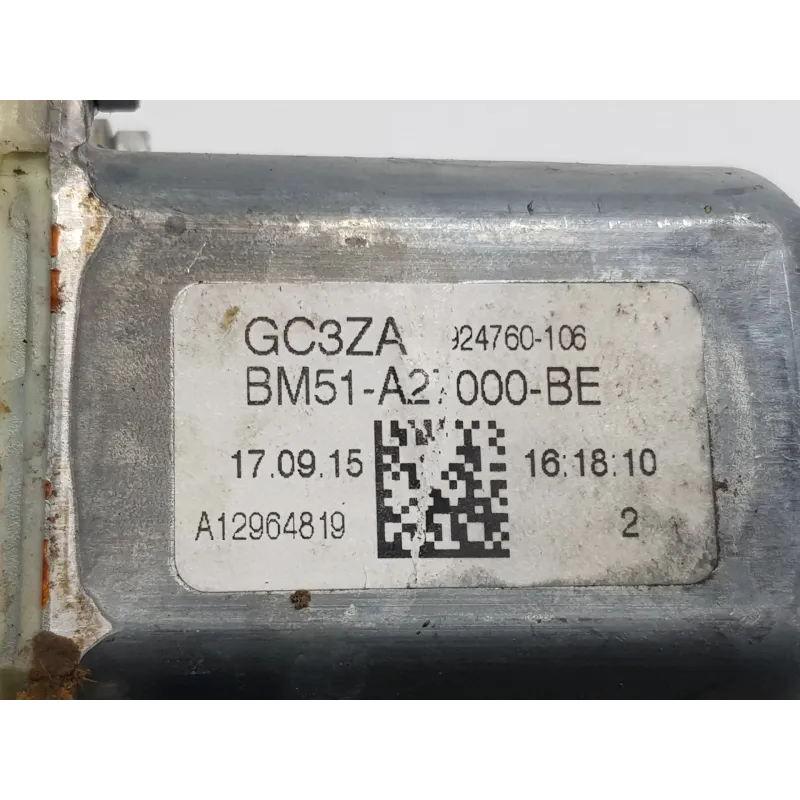 GC3ZA 924760-106
BM51-A27000-BE
17.09.15 16:18:10
A12964819 2